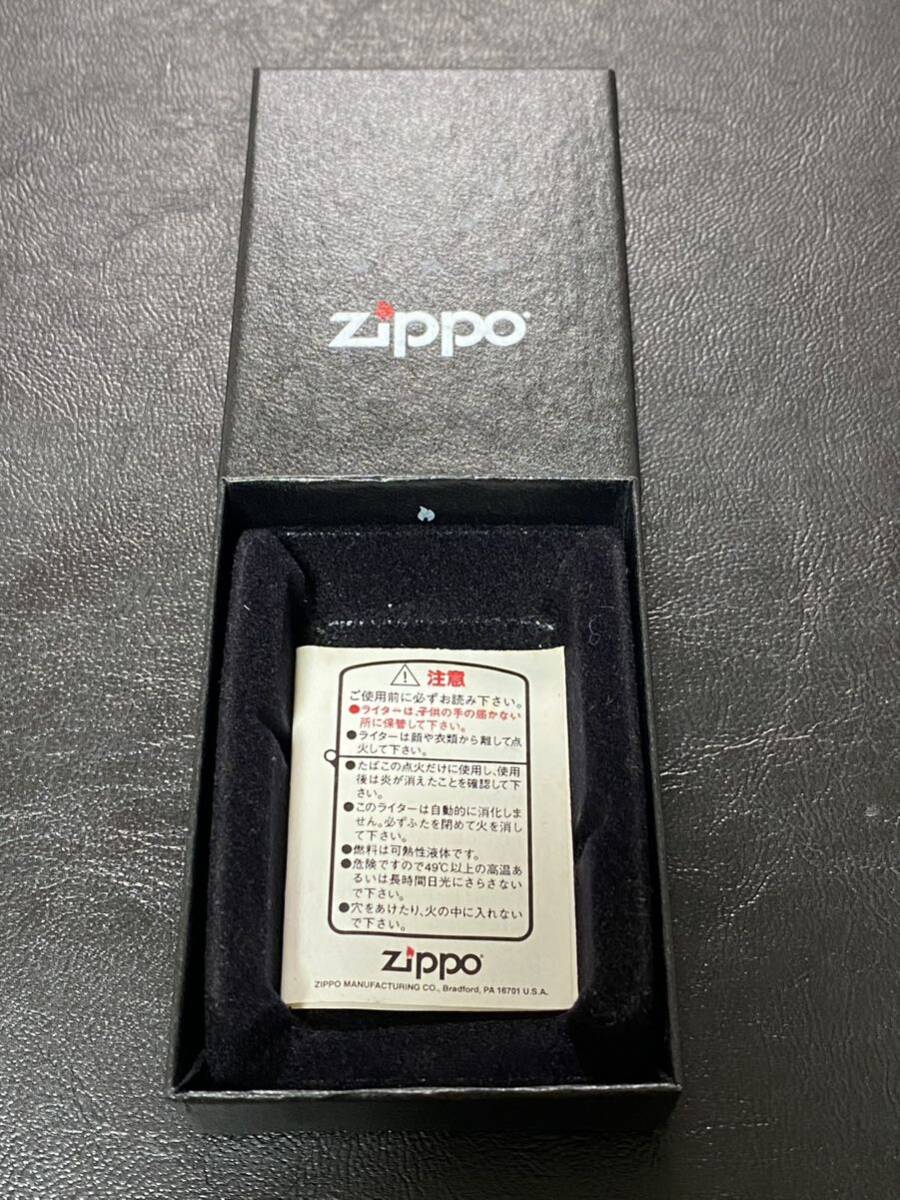 zippo
注意
ご使用前に必ずお読み下さい。
●ライターは、子供の手の届かない
所に保管して下さい。
●ライターは顔や衣類から離して点
火して下さい。
●たばこの点火だけに使用し、使用
後は炎が消えたことを確認して下
さい。
●このライターは自動的に消化しま
せん。必ずふたを閉めて火を消し
て下さい。
●燃料は可熱性液体です。
●危険ですので49℃以上の高温あ
るいは長時間日光にさらさない
で下さい。
●穴をあけたり、火の中に入れない
で下さい。
zippo
ZIPPO MANUFACTURING CO., Bradford, PA 16701 U.S.A.